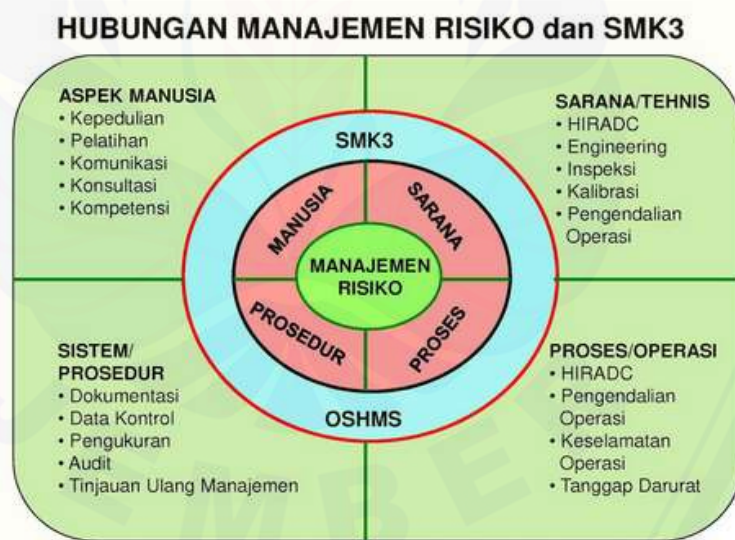 HUBUNGAN MANAJEMEN RISIKO dan SMK3
ASPEK MANUSIA
• Kepedulian
• Pelatihan
• Komunikasi
• Konsultasi
• Kompetensi
SARANA/TEHNIS
• HIRADC
• Engineering
• Inspeksi
• Kalibrasi
• Pengendalian
Operasi
SMK3
MANUSIA
SARANA
MANAJEMEN
RISIKO
PROSEDUR
PROSES
OSHMS
SISTEM/
PROSEDUR
• Dokumentasi
• Data Kontrol
• Pengukuran
• Audit
• Tinjauan Ulang Manajemen
PROSES/OPERASI
• HIRADC
• Pengendalian
Operasi
• Keselamatan
Operasi
• Tanggap Darurat